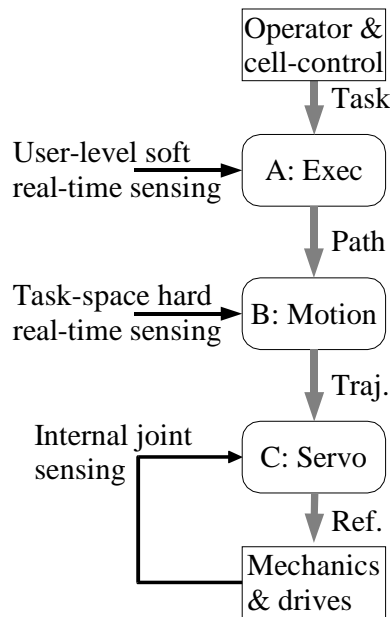 Operator &
cell-control
Task
User-level soft
real-time sensing
A: Exec
Path
Task-space hard
real-time sensing
B: Motion
Traj.
Internal joint
sensing
C: Servo
Ref.
Mechanics
& drives